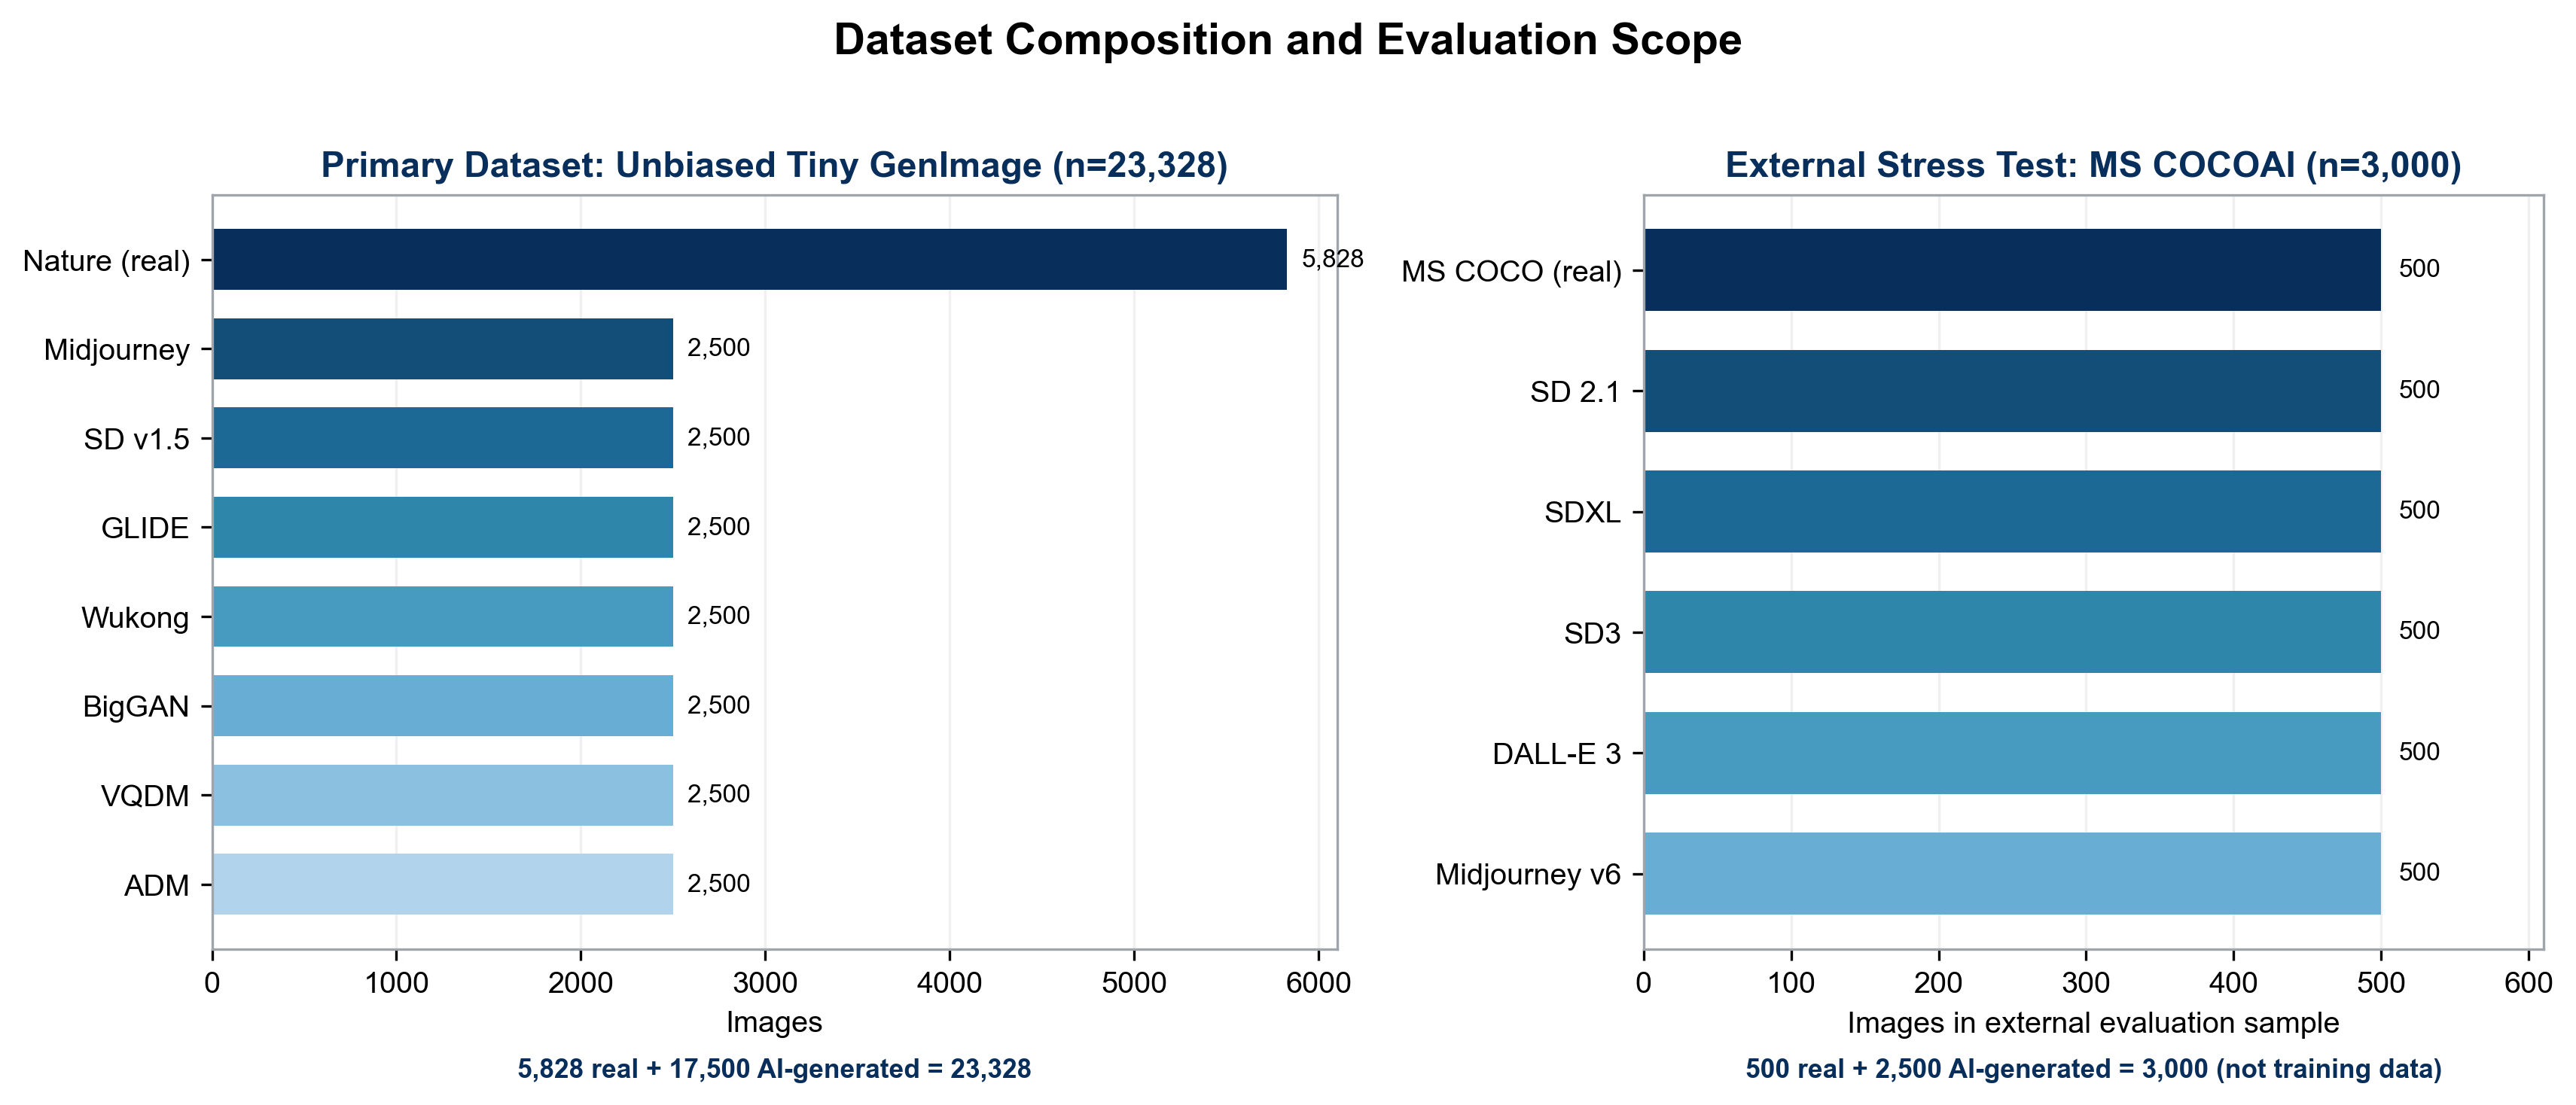 Dataset Composition and Evaluation Scope
Primary Dataset: Unbiased Tiny GenImage (n=23,328)
Nature (real)
5,828
Midjourney
2,500
SD v1.5
2,500
GLIDE
2,500
Wukong
2,500
BigGAN
2,500
VQDM
2,500
ADM
2,500
0 1000 2000 3000 4000 5000 6000
Images
5,828 real + 17,500 AI-generated = 23,328
External Stress Test: MS COCOAI (n=3,000)
MS COCO (real)
500
SD 2.1
500
SDXL
500
SD3
500
DALL-E 3
500
Midjourney v6
500
0 100 200 300 400 500 600
Images in external evaluation sample
500 real + 2,500 AI-generated = 3,000 (not training data)